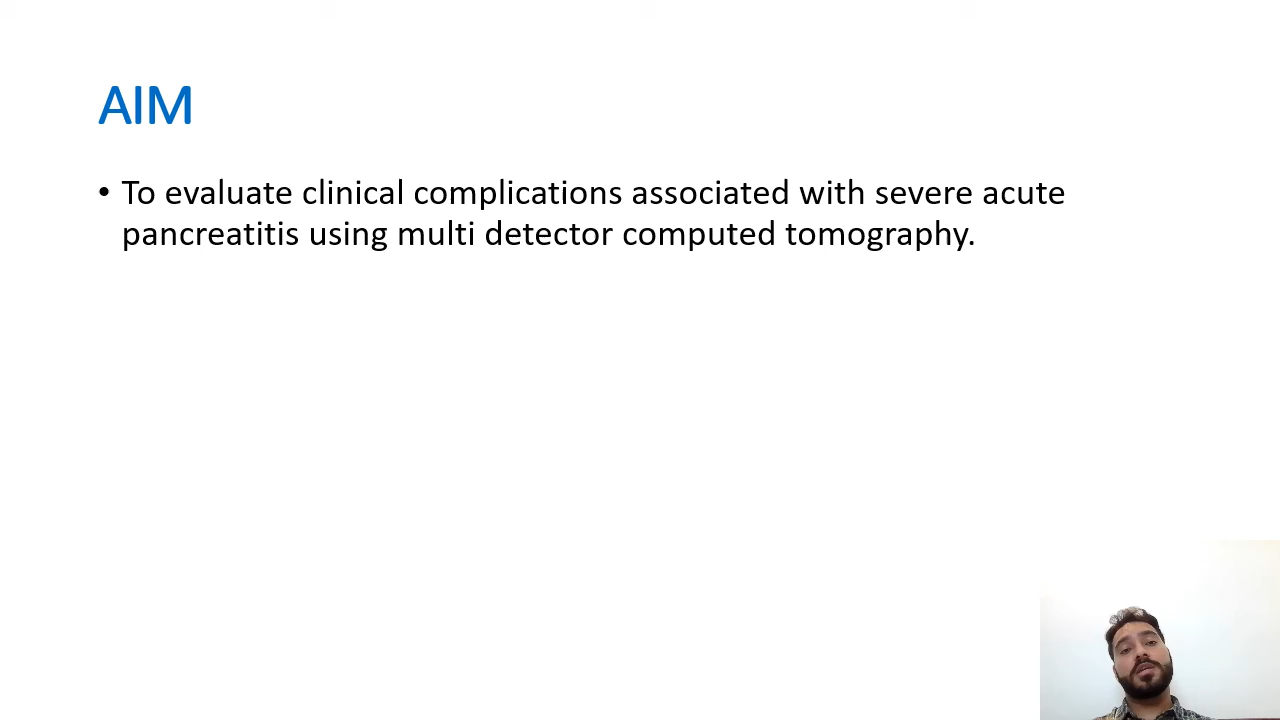 AIM
• To evaluate clinical complications associated with severe acute
pancreatitis using multi detector computed tomography.